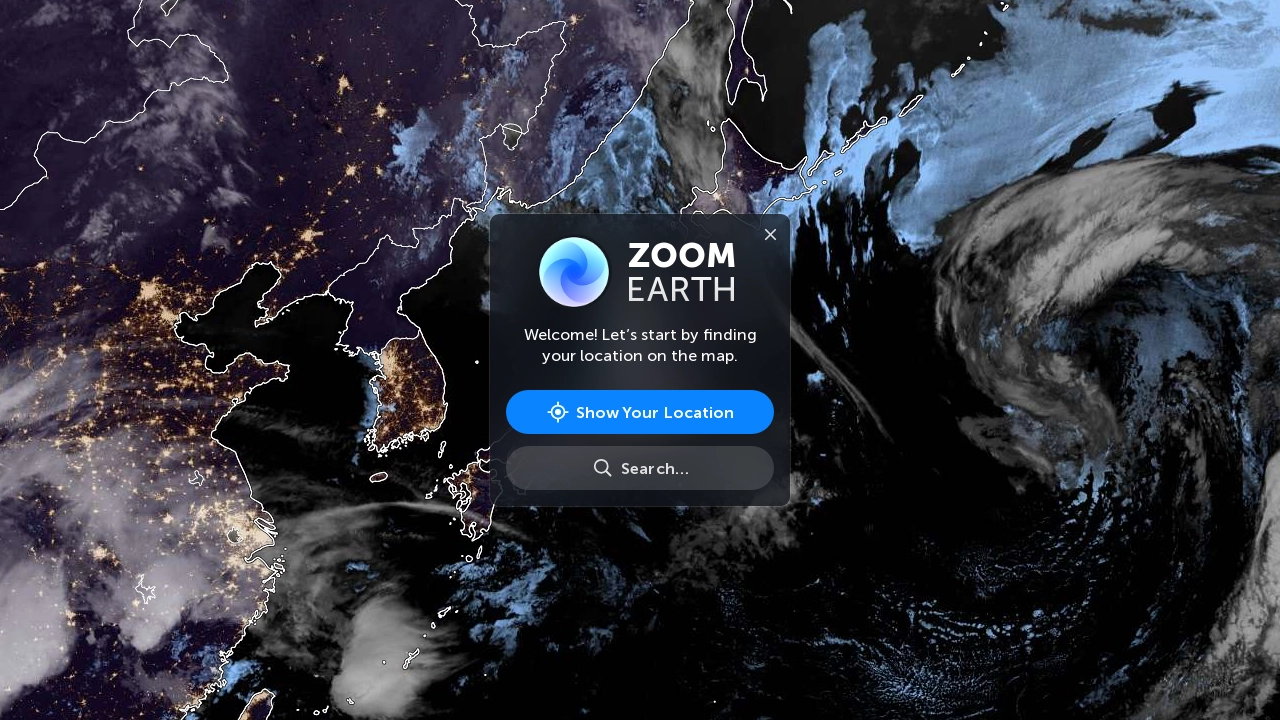 ZOOM
EARTH
Welcome! Let’s start by finding
your location on the map.
Show Your Location
Search...